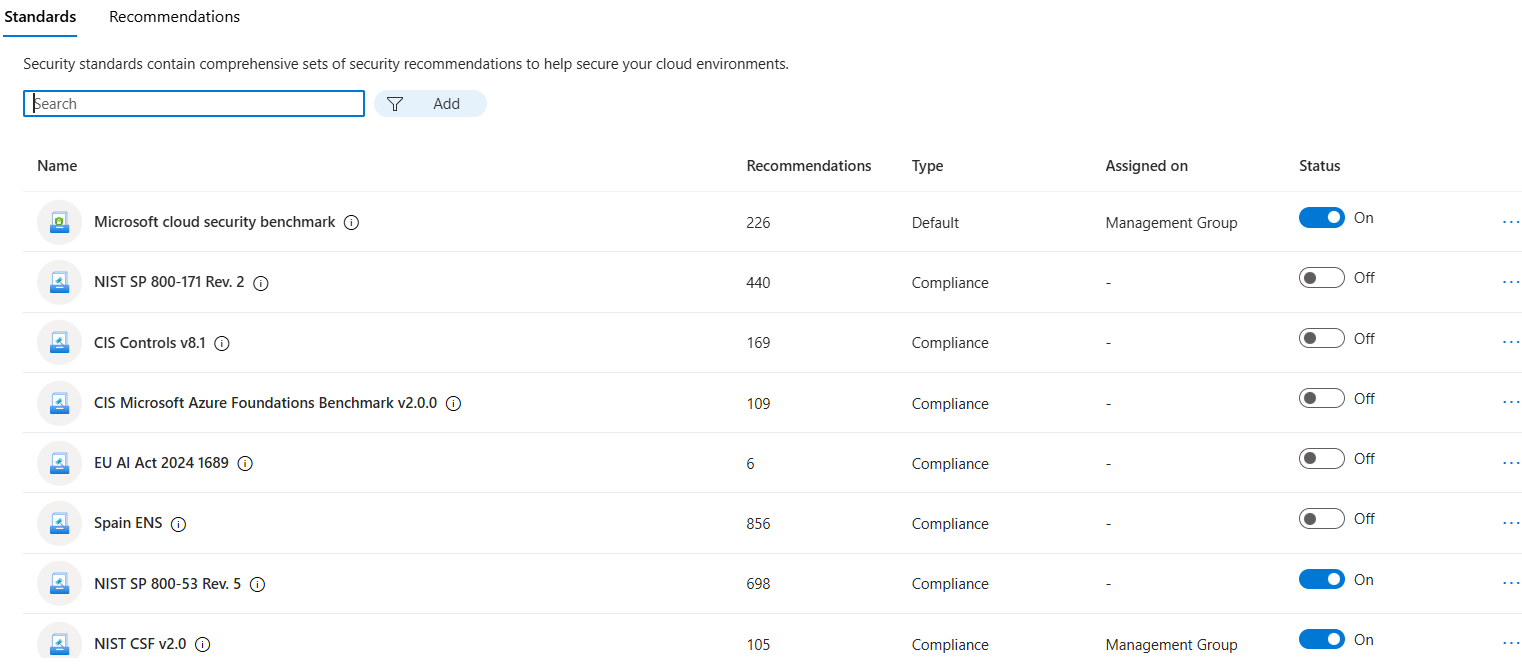 Standards Recommendations
Security standards contain comprehensive sets of security recommendations to help secure your cloud environments.
Search Add
Name Recommendations Type Assigned on Status
Microsoft cloud security benchmark 226 Default Management Group On
NIST SP 800-171 Rev. 2 440 Compliance - Off
CIS Controls v8.1 169 Compliance - Off
CIS Microsoft Azure Foundations Benchmark v2.0.0 109 Compliance - Off
EU AI Act 2024 1689 6 Compliance - Off
Spain ENS 856 Compliance - Off
NIST SP 800-53 Rev. 5 698 Compliance - On
NIST CSF v2.0 105 Compliance Management Group On